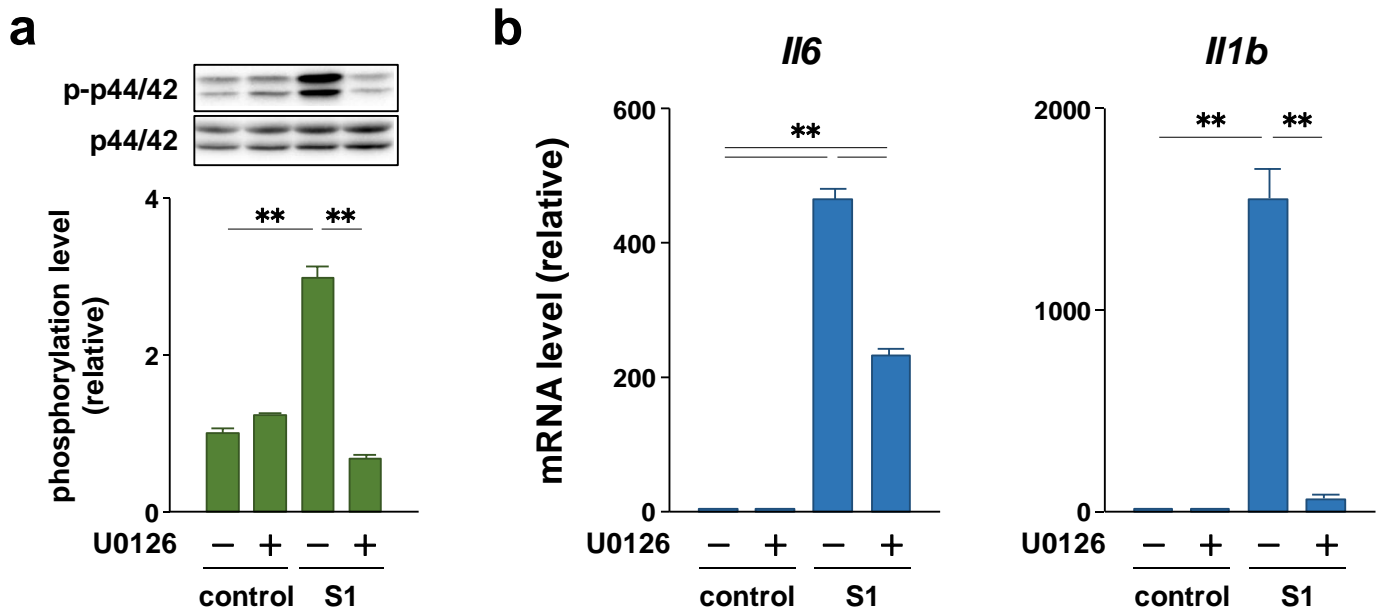 a
p-p44/42
p44/42
phosphorylation level
(relative)
4
2
0
** **
U0126 − + − +
control S1
b
mRNA level (relative)
Il6
600
400
200
0
**
− + − +
control S1
Il1b
2000
1000
0
** **
U0126 − + − +
control S1